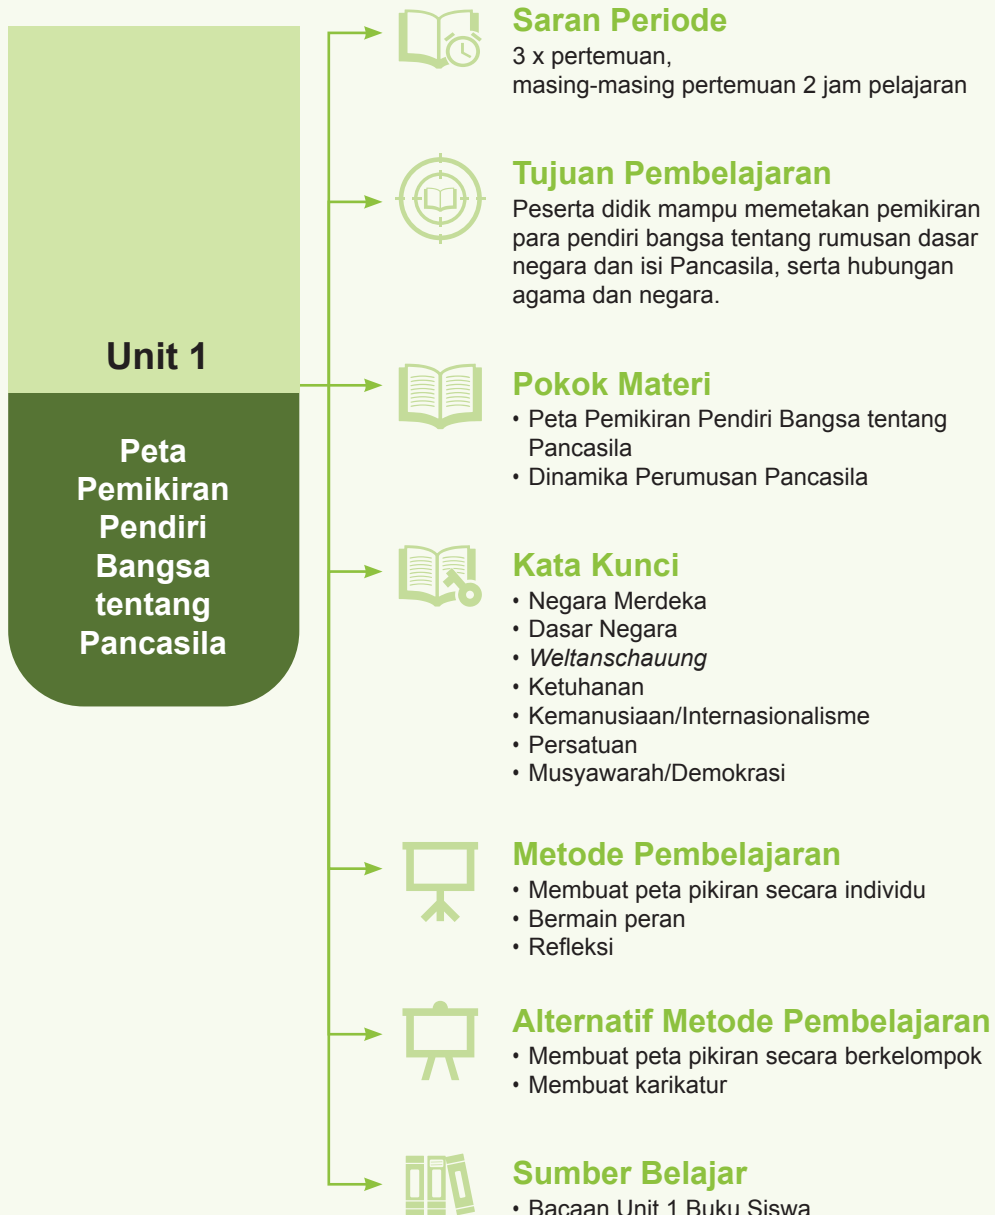 Unit 1
Peta
Pemikiran
Pendiri
Bangsa
tentang
Pancasila
Saran Periode
3 x pertemuan,
masing-masing pertemuan 2 jam pelajaran
Tujuan Pembelajaran
Peserta didik mampu memetakan pemikiran
para pendiri bangsa tentang rumusan dasar
negara dan isi Pancasila, serta hubungan
agama dan negara.
Pokok Materi
• Peta Pemikiran Pendiri Bangsa tentang
Pancasila
• Dinamika Perumusan Pancasila
Kata Kunci
• Negara Merdeka
• Dasar Negara
• Weltanschauung
• Ketuhanan
• Kemanusiaan/Internasionalisme
• Persatuan
• Musyawarah/Demokrasi
Metode Pembelajaran
• Membuat peta pikiran secara individu
• Bermain peran
• Refleksi
Alternatif Metode Pembelajaran
• Membuat peta pikiran secara berkelompok
• Membuat karikatur
Sumber Belajar
• Bacaan Unit 1 Buku Siswa